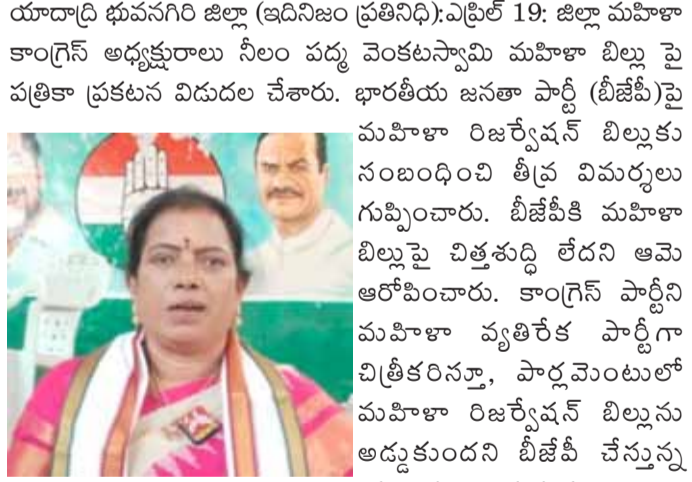 యాదాద్రి భువనగిరి జిల్లా (ఇదినిజం ప్రతినిధి):ఎప్రిల్ 19: జిల్లా మహిళా
కాంగ్రెస్ అధ్యక్షురాలు నీలం పద్మ వెంకటస్వామి మహిళా బిల్లు పై
పత్రికా ప్రకటన విడుదల చేశారు. భారతీయ జనతా పార్టీ (బీజేపీ)పై
మహిళా రిజర్వేషన్ బిల్లుకు
సంబంధించి తీవ్ర విమర్శలు
గుప్పించారు. బీజేపీకి మహిళా
బిల్లుపై చిత్తశుద్ధి లేదని ఆమె
ఆరోపించారు. కాంగ్రెస్ పార్టీని
మహిళా వ్యతిరేక పార్టీగా
చిత్రీకరిస్తూ, పార్లమెంటులో
మహిళా రిజర్వేషన్ బిల్లును
అడ్డుకుందని బీజేపీ చేస్తున్న